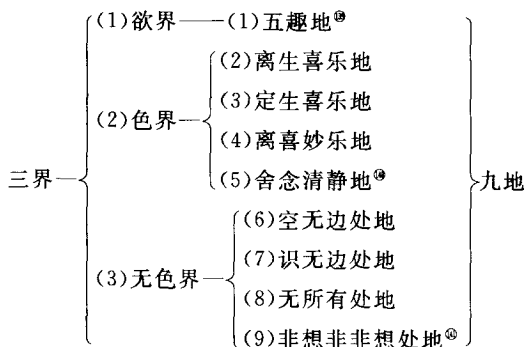 (1)欲界——(1)五趣地
(2)离生喜乐地
(2)色界
(3)定生喜乐地
(4)离喜妙乐地
(5)舍念清静地
三界
九地
(6)空无边处地
(7)识无边处地
(3)无色界
(8)无所有处地
(9)非想非非想处地